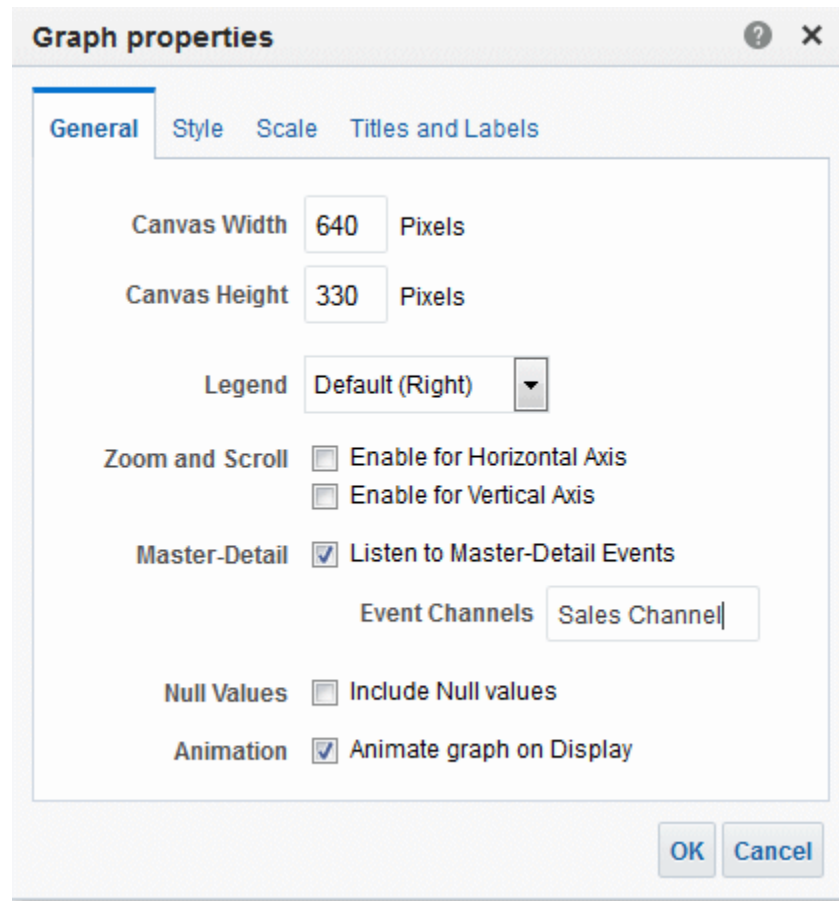 Graph properties
General Style Scale Titles and Labels
Canvas Width 640 Pixels
Canvas Height 330 Pixels
Legend Default (Right)
Zoom and Scroll Enable for Horizontal Axis
Enable for Vertical Axis
Master-Detail Listen to Master-Detail Events
Event Channels Sales Channel
Null Values Include Null values
Animation Animate graph on Display
OK Cancel